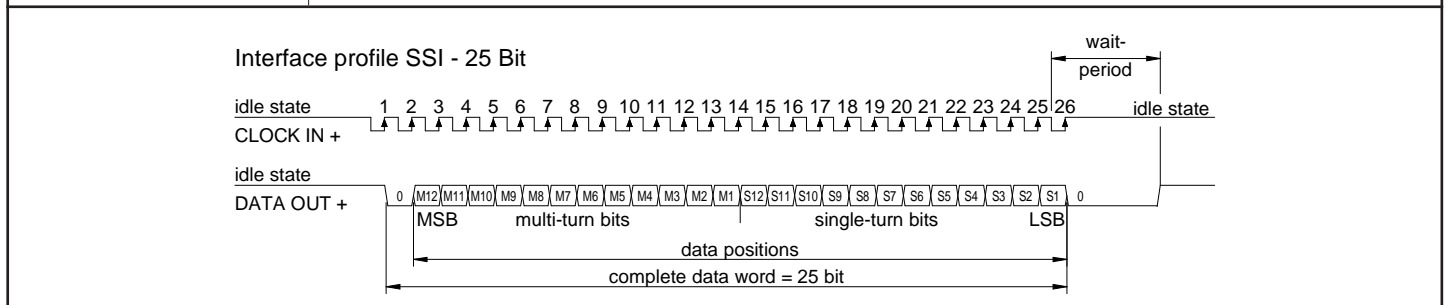 wait-
period
Interface profile SSI - 25 Bit
idle state 1 2 3 4 5 6 7 8 9 10 11 12 13 14 15 16 17 18 19 20 21 22 23 24 25 26 idle state
CLOCK IN +
idle state
DATA OUT + 0 M12 M11 M10 M9 M8 M7 M6 M5 M4 M3 M2 M1 S12 S11 S10 S9 S8 S7 S6 S5 S4 S3 S2 S1 0
MSB multi-turn bits single-turn bits LSB
data positions
complete data word = 25 bit